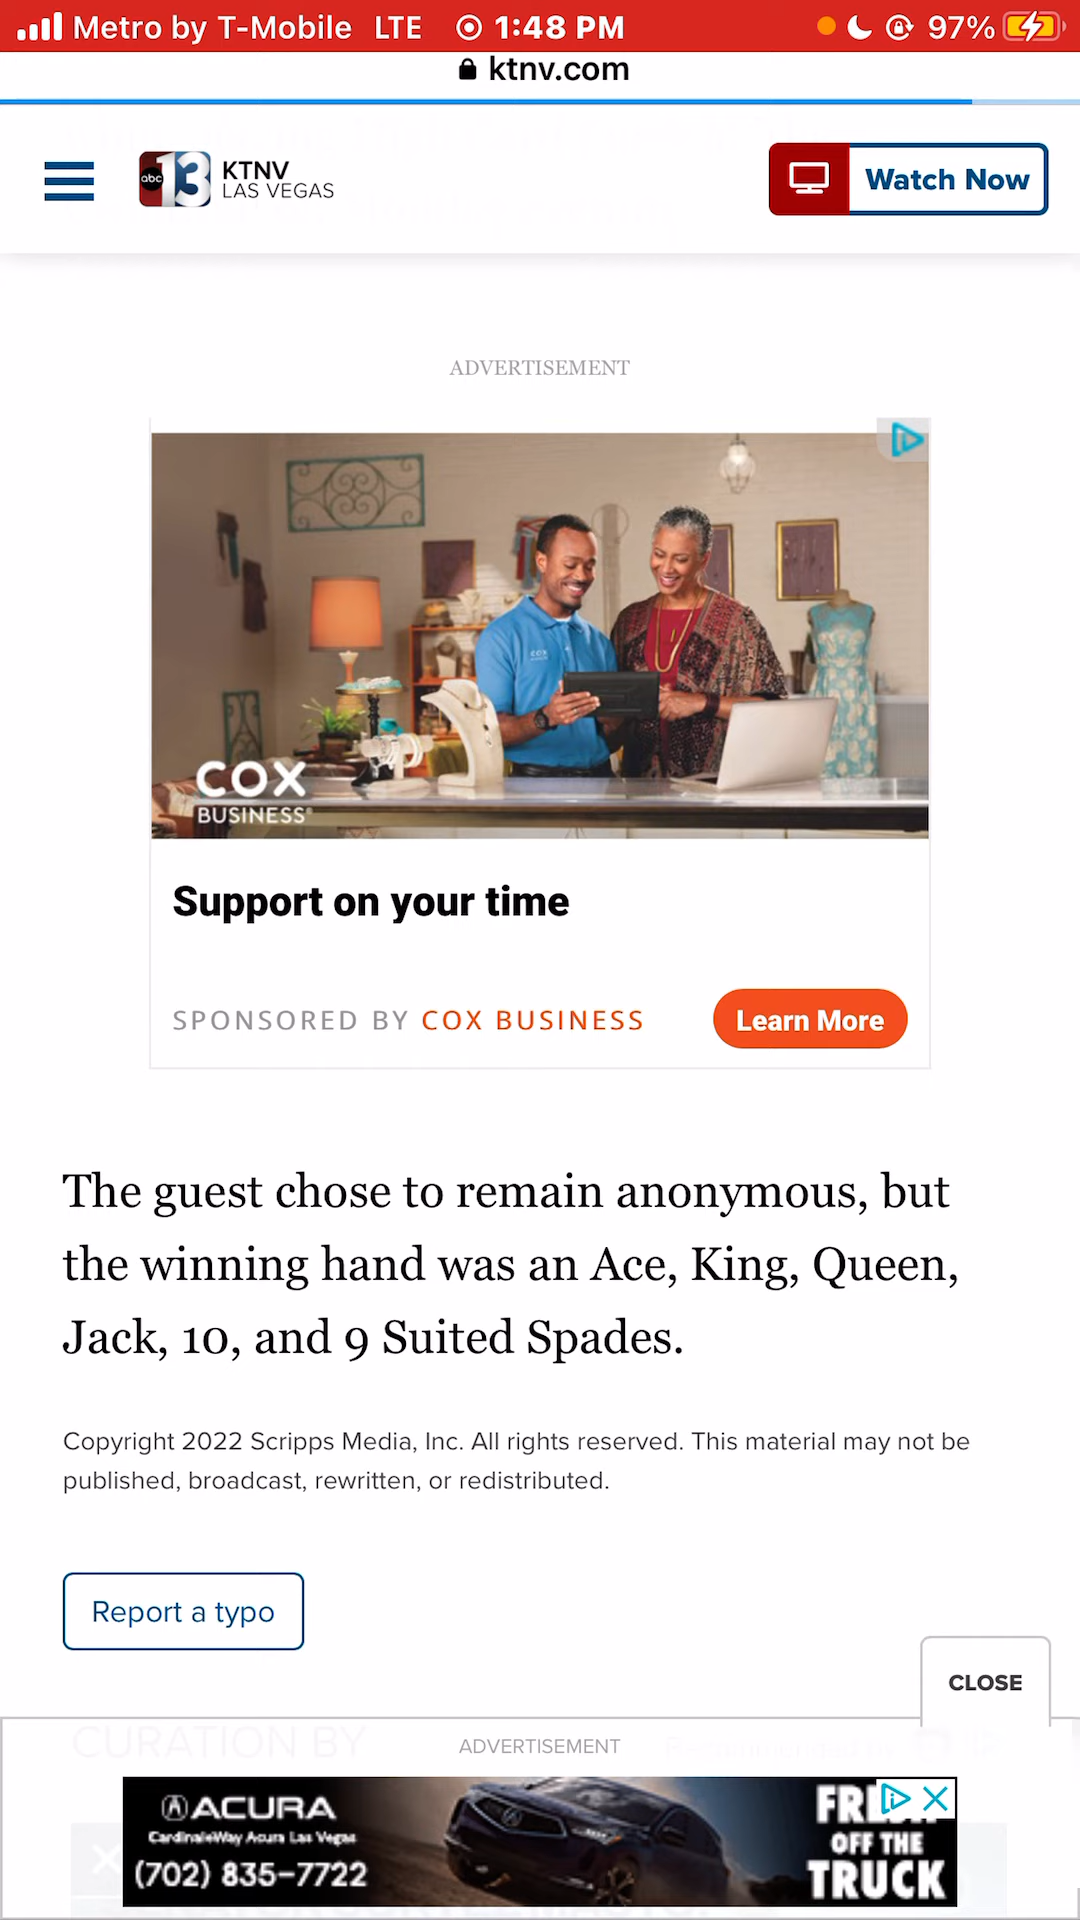 Metro by T-Mobile LTE 1:48 PM 97%
ktnv.com
abc 13 KTNV
LAS VEGAS
Watch Now
ADVERTISEMENT
cox
COX
BUSINESS®
Support on your time
SPONSORED BY COX BUSINESS
Learn More
The guest chose to remain anonymous, but
the winning hand was an Ace, King, Queen,
Jack, 10, and 9 Suited Spades.
Copyright 2022 Scripps Media, Inc. All rights reserved. This material may not be
published, broadcast, rewritten, or redistributed.
Report a typo
CLOSE
CURATION BY
ADVERTISEMENT
ACURA
CardinaleWay Acura Las Vegas
(702) 835-7722
OFF THE
TRUCK